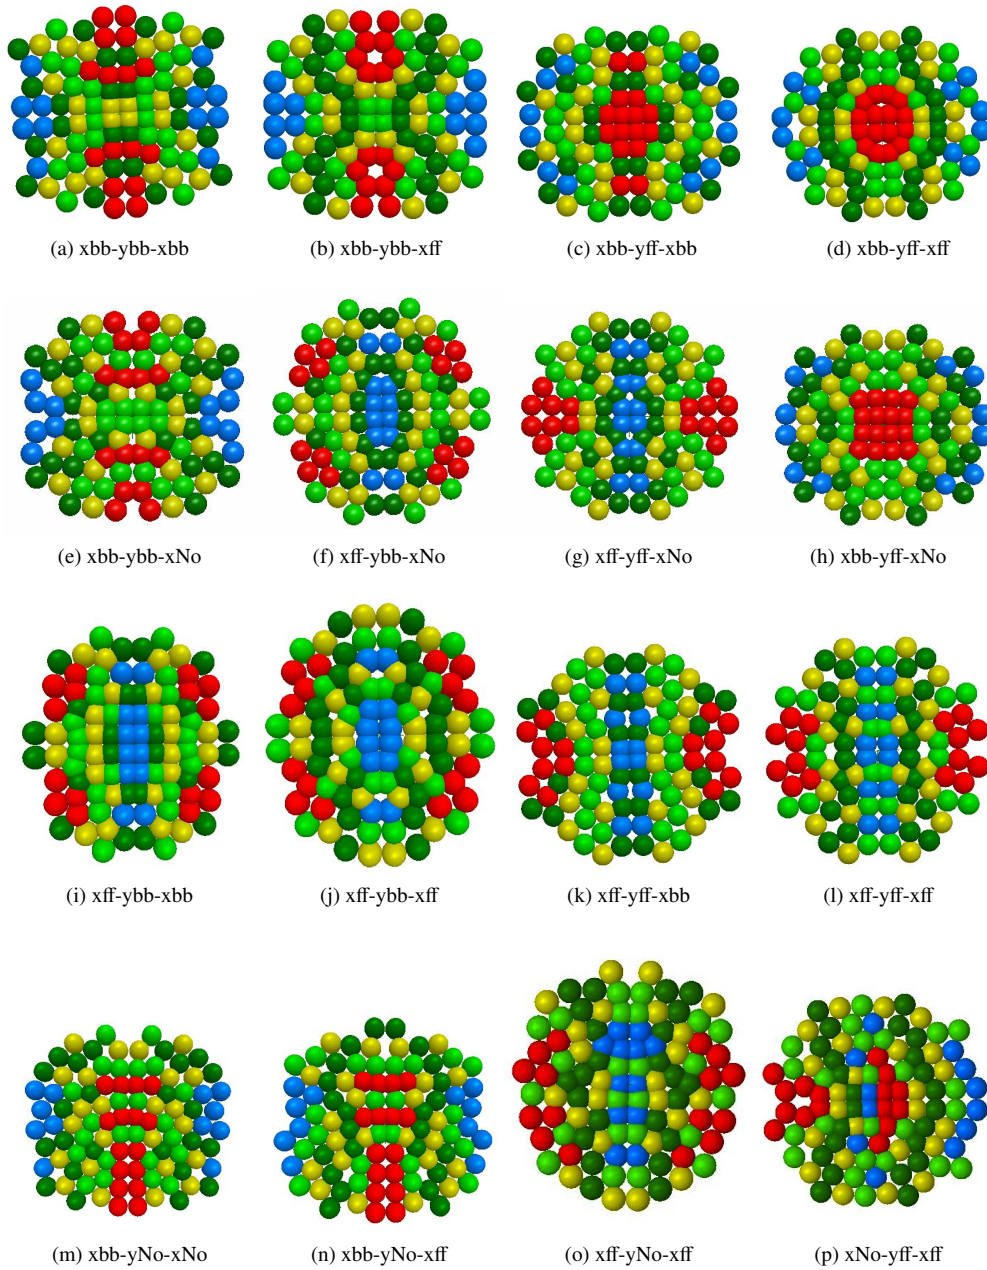 (a) xbb-ybb-xbb
(b) xbb-ybb-xff
(c) xbb-yff-xbb
(d) xbb-yff-xff
(e) xbb-ybb-xNo
(f) xff-ybb-xNo
(g) xff-yff-xNo
(h) xbb-yff-xNo
(i) xff-ybb-xbb
(j) xff-ybb-xff
(k) xff-yff-xbb
(l) xff-yff-xff
(m) xbb-yNo-xNo
(n) xbb-yNo-xff
(o) xff-yNo-xff
(p) xNo-yff-xff